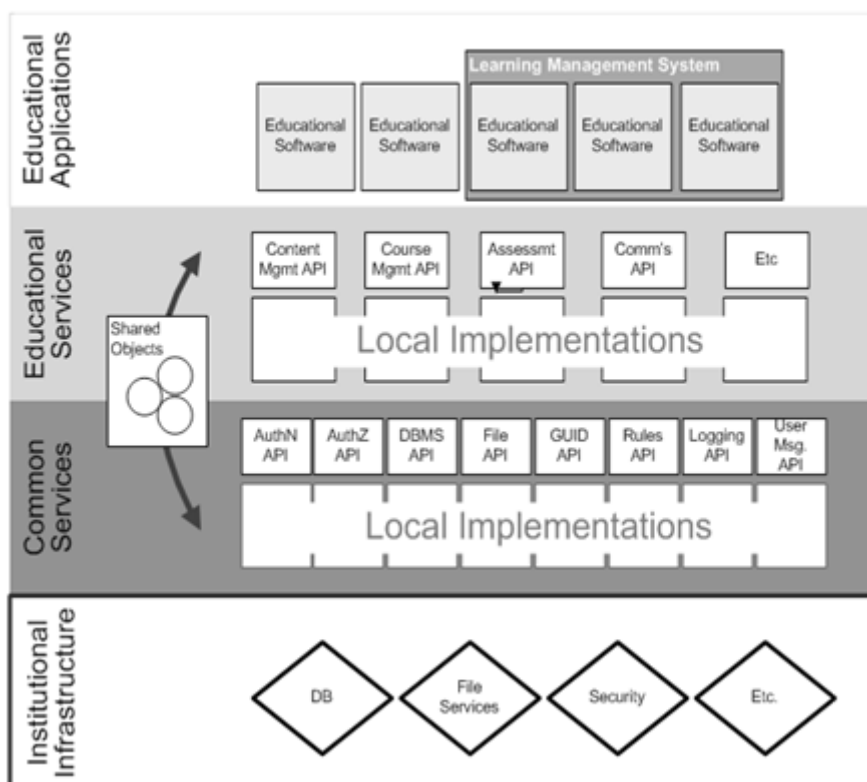 Educational
Applications
Learning Management System
Educational
Software
Educational
Software
Educational
Software
Educational
Software
Educational
Software
Educational
Services
Content
Mgmt API
Course
Mgmt API
Assessmt
API
Comm's
API
Etc
Shared
Objects
Local Implementations
Common
Services
AuthN
API
AuthZ
API
DBMS
API
File
API
GUID
API
Rules
API
Logging
API
User
Msg.
API
Local Implementations
Institutional
Infrastructure
DB
File
Services
Security
Etc.